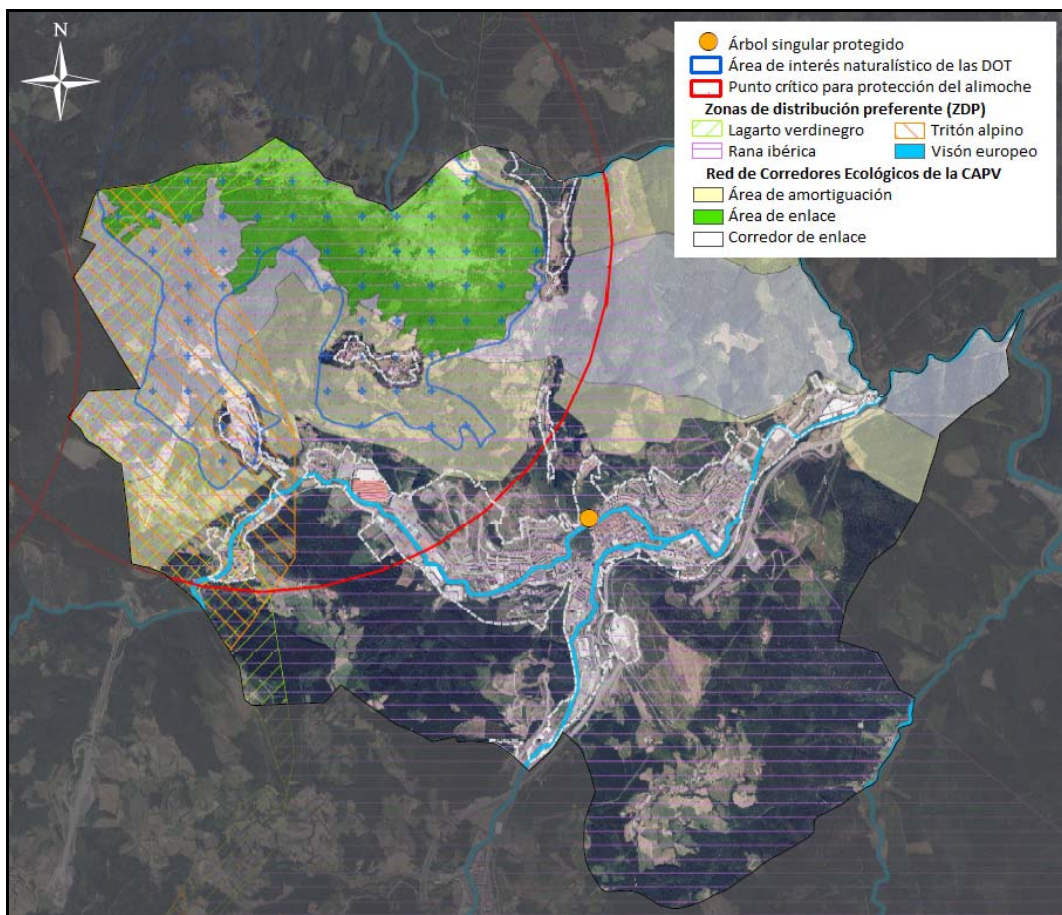 N
Árbol singular protegido
Área de interés naturalístico de las DOT
Punto crítico para protección del alimoche
Zonas de distribución preferente (ZDP)
Lagarto verdinegro Tritón alpino
Rana ibérica Visón europeo
Red de Corredores Ecológicos de la CAPV
Área de amortiguación
Área de enlace
Corredor de enlace